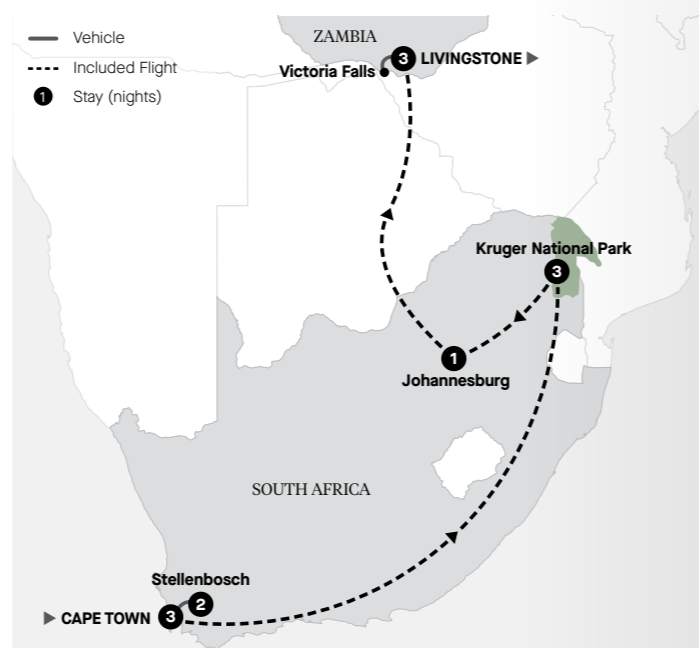 Vehicle
Included Flight
1 Stay (nights)
ZAMBIA
3 LIVINGSTONE
Victoria Falls
Kruger National Park
3
1
Johannesburg
SOUTH AFRICA
Stellenbosch
2
CAPE TOWN 3